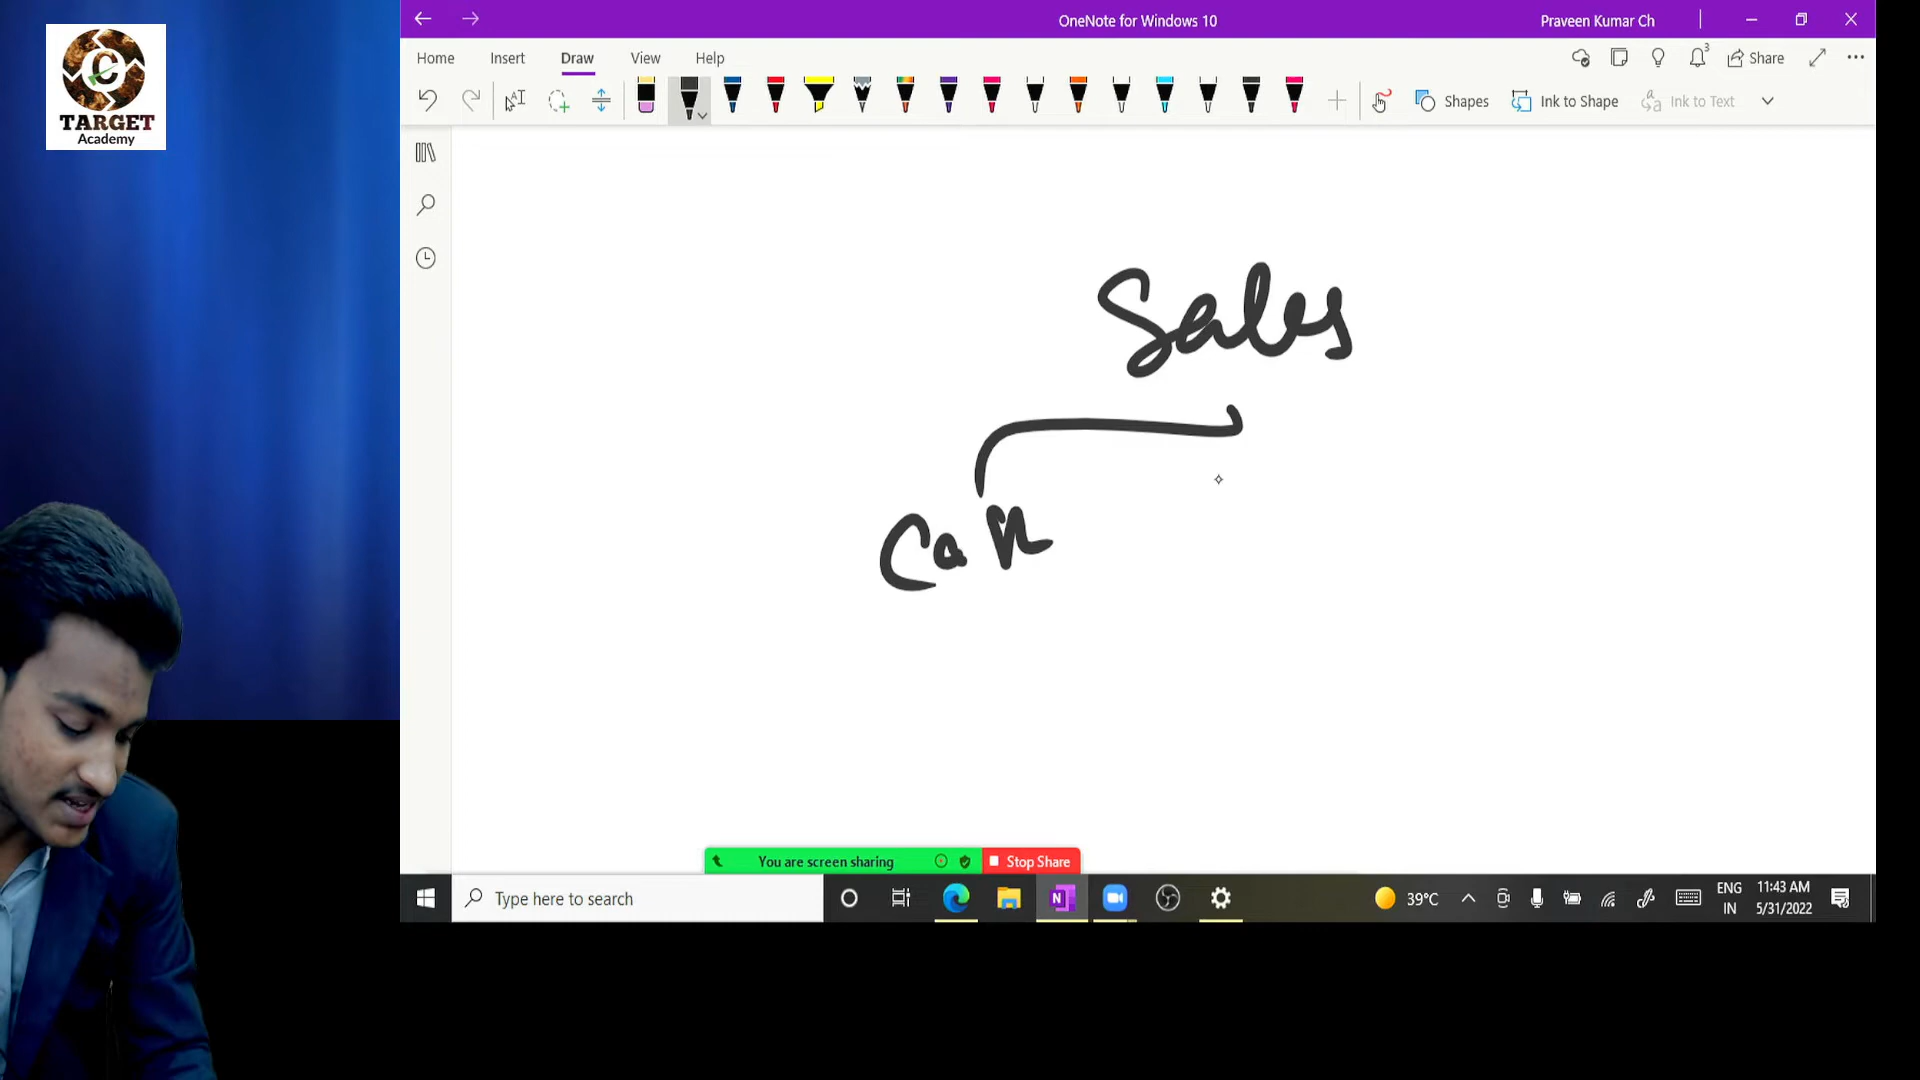 TARGET
Academy
OneNote for Windows 10
Praveen Kumar Ch
Home Insert Draw View Help
3
Share
Shapes
Ink to Shape
Ink to Text
Sales
You are screen sharing
Stop Share
Type here to search
39°C
ENG
IN
11:43 AM
5/31/2022